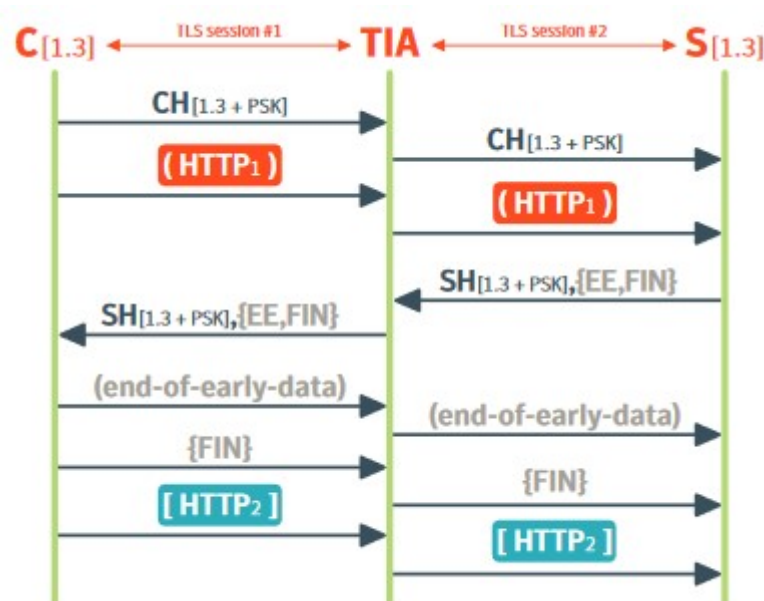 C[1.3] TLS session #1 TIA TLS session #2 S[1.3]
CH[1.3 + PSK]
CH[1.3 + PSK]
( HTTP1 )
( HTTP1 )
SH[1.3 + PSK],{EE,FIN}
SH[1.3 + PSK],{EE,FIN}
(end-of-early-data)
(end-of-early-data)
{FIN}
{FIN}
[ HTTP2 ]
[ HTTP2 ]